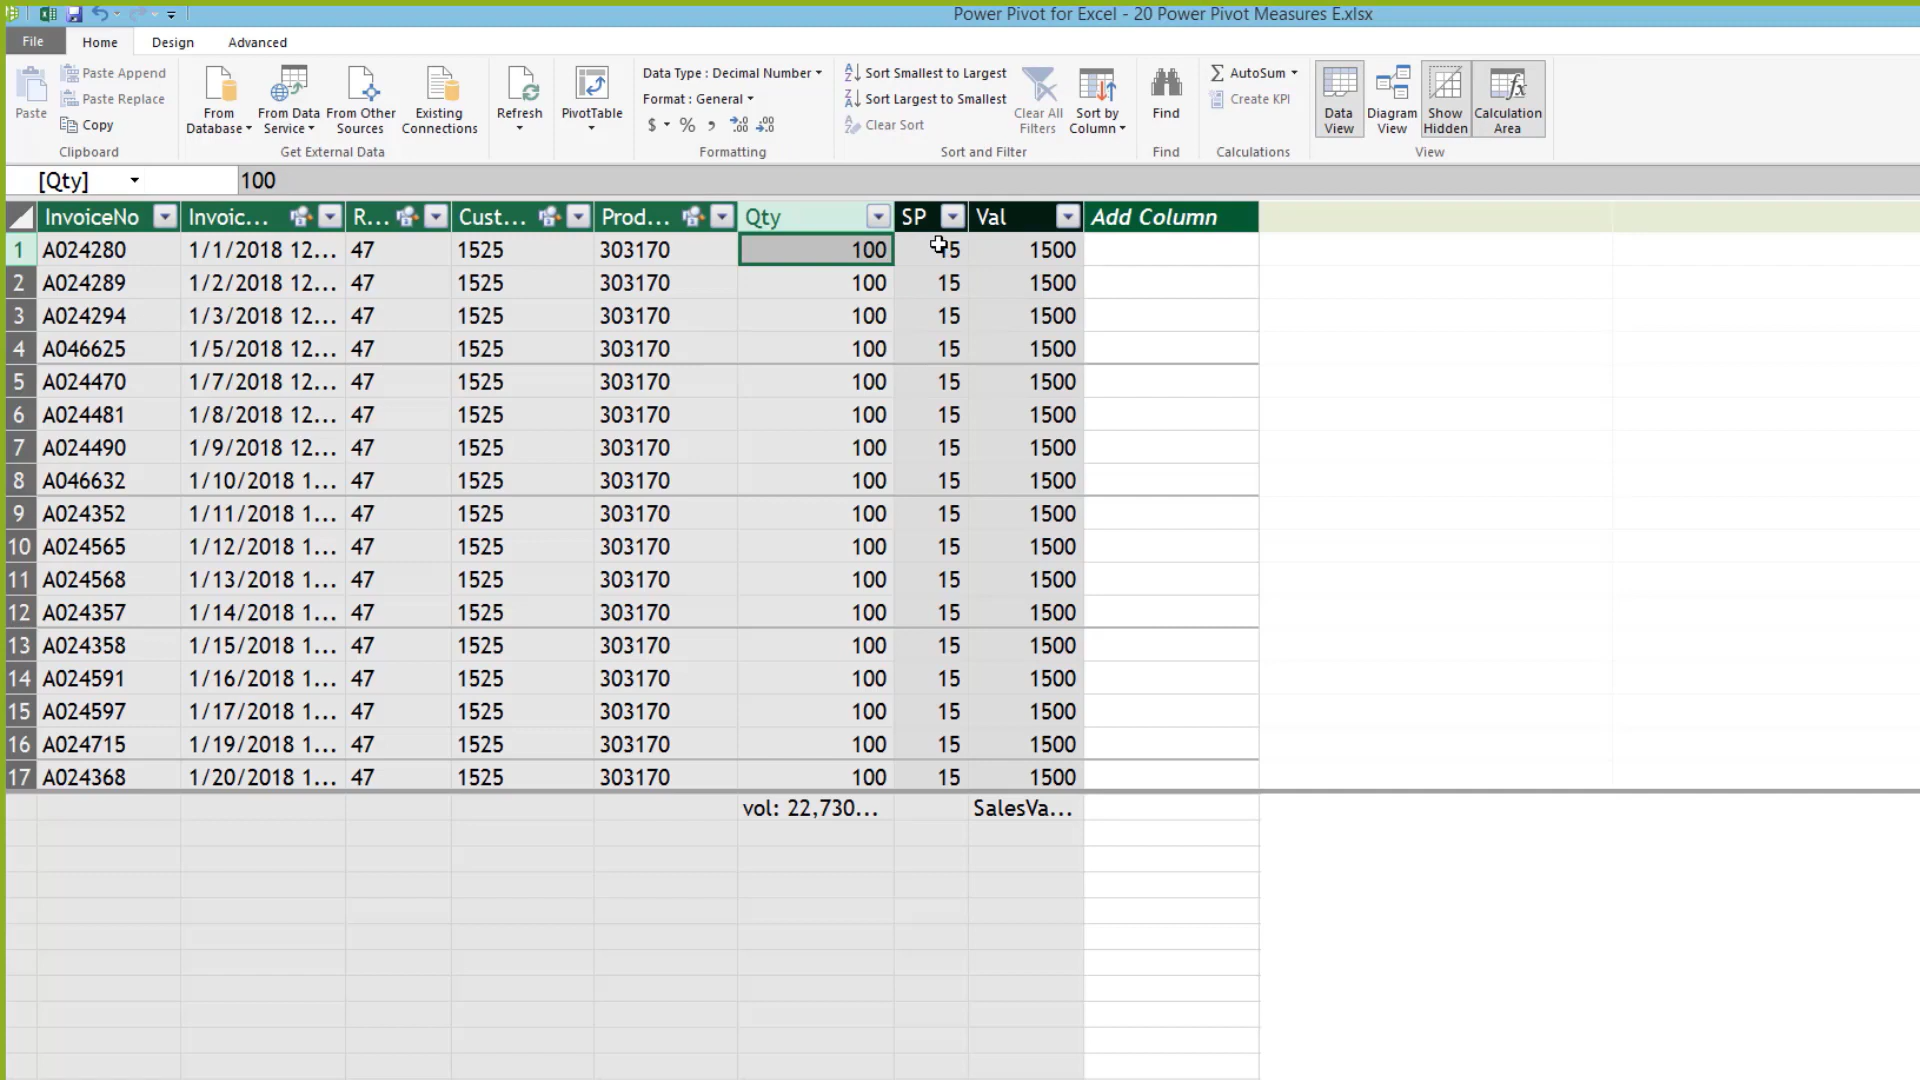 Power Pivot for Excel - 20 Power Pivot Measures E.xlsx
File Home Design Advanced
Paste
Paste Append
Paste Replace
Copy
Clipboard
From Database
From Data Service
From Other Sources
Existing Connections
Get External Data
Refresh
PivotTable
Data Type : Decimal Number
Format : General
$ % ,
Formatting
Sort Smallest to Largest
Sort Largest to Smallest
Clear Sort
Clear All Filters
Sort by Column
Sort and Filter
Find
Find
AutoSum
Create KPI
Calculations
Data View
Diagram View
Show Hidden
Calculation Area
View
[Qty] 100
InvoiceNo Invoic... R... Cust... Prod... Qty SP Val Add Column
1 A024280 1/1/2018 12... 47 1525 303170 100 15 1500
2 A024289 1/2/2018 12... 47 1525 303170 100 15 1500
3 A024294 1/3/2018 12... 47 1525 303170 100 15 1500
4 A046625 1/5/2018 12... 47 1525 303170 100 15 1500
5 A024470 1/7/2018 12... 47 1525 303170 100 15 1500
6 A024481 1/8/2018 12... 47 1525 303170 100 15 1500
7 A024490 1/9/2018 12... 47 1525 303170 100 15 1500
8 A046632 1/10/2018 1... 47 1525 303170 100 15 1500
9 A024352 1/11/2018 1... 47 1525 303170 100 15 1500
10 A024565 1/12/2018 1... 47 1525 303170 100 15 1500
11 A024568 1/13/2018 1... 47 1525 303170 100 15 1500
12 A024357 1/14/2018 1... 47 1525 303170 100 15 1500
13 A024358 1/15/2018 1... 47 1525 303170 100 15 1500
14 A024591 1/16/2018 1... 47 1525 303170 100 15 1500
15 A024597 1/17/2018 1... 47 1525 303170 100 15 1500
16 A024715 1/19/2018 1... 47 1525 303170 100 15 1500
17 A024368 1/20/2018 1... 47 1525 303170 100 15 1500
vol: 22,730... SalesVa...